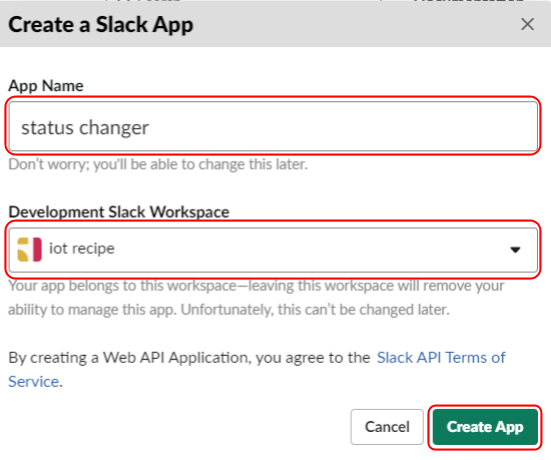 Create a Slack App
App Name
status changer
Don't worry; you'll be able to change this later.
Development Slack Workspace
iot recipe
Your app belongs to this workspace—leaving this workspace will remove your
ability to manage this app. Unfortunately, this can't be changed later.
By creating a Web API Application, you agree to the Slack API Terms of
Service.
Cancel
Create App